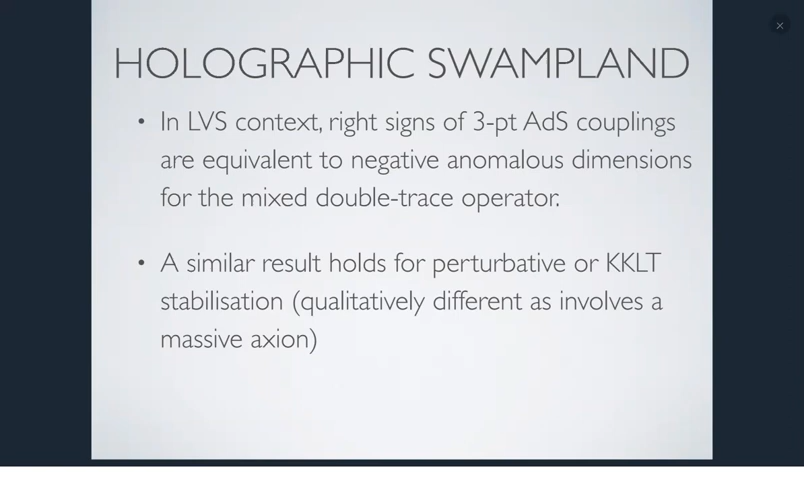 HOLOGRAPHIC SWAMPLAND
• In LVS context, right signs of 3-pt AdS couplings
are equivalent to negative anomalous dimensions
for the mixed double-trace operator.
• A similar result holds for perturbative or KKLT
stabilisation (qualitatively different as involves a
massive axion)